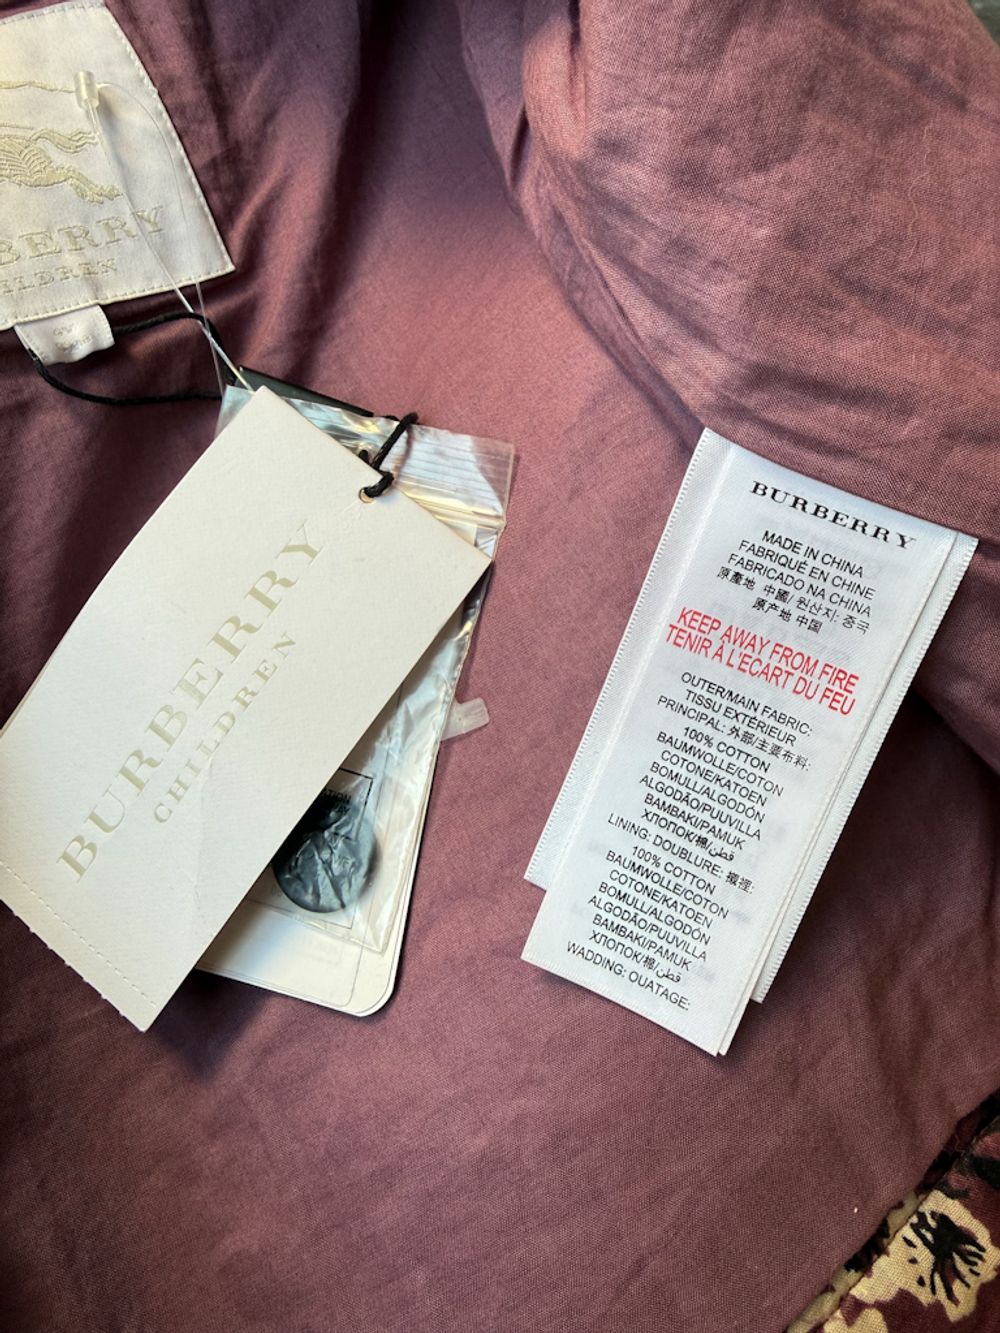 BERRY
ILDREN
4Y
BURBERRY
CHILDREN
BURBERRY
MADE IN CHINA
FABRIQUÉ EN CHINE
FABRICADO NA CHINA
原產地 中國/ 원산지: 중국
原产地 中国
KEEP AWAY FROM FIRE
TENIR À L'ECART DU FEU
OUTER/MAIN FABRIC:
TISSU EXTÉRIEUR
PRINCIPAL: 外部/主要布料:
100% COTTON
BAUMWOLLE/COTON
COTONE/KATOEN
BOMULL/ALGODÓN
ALGODÃO/PUUVILLA
BAMBAKI/PAMUK
ХЛОПОК/棉/قطن
LINING: DOUBLURE: 襯裡:
100% COTTON
BAUMWOLLE/COTON
COTONE/KATOEN
BOMULL/ALGODÓN
ALGODÃO/PUUVILLA
BAMBAKI/PAMUK
ХЛОПОК/棉/قطن
WADDING: OUATAGE: